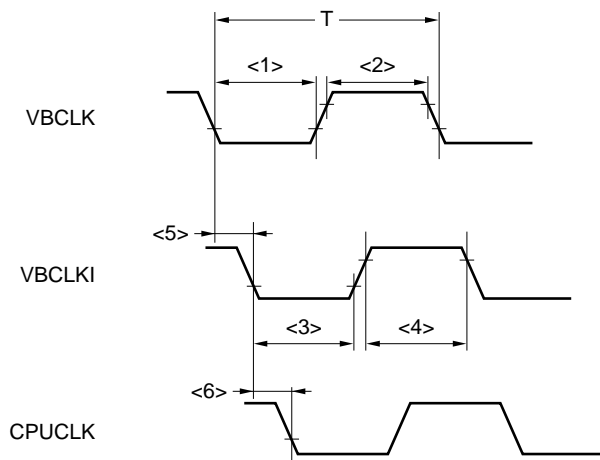 T
<1>
<2>
VBCLK
<5>
VBCLKI
<3>
<4>
<6>
CPUCLK